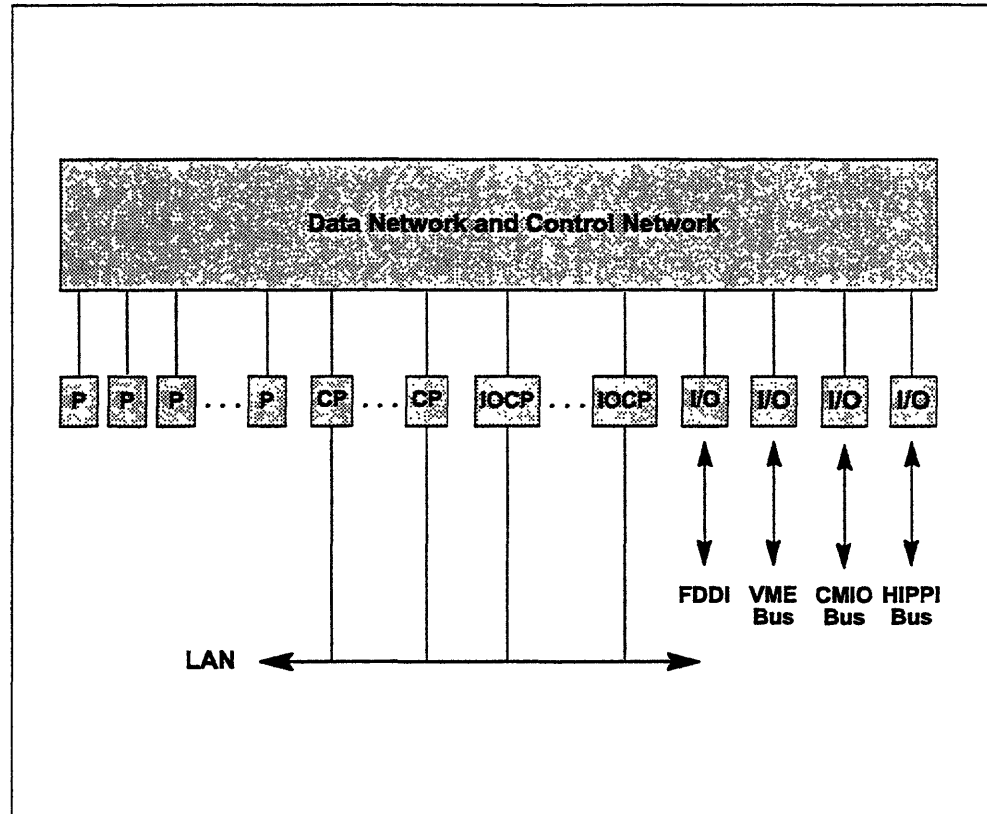 Data Network and Control Network
P P P ... P CP ... CP IOCP ... IOCP I/O I/O I/O I/O
FDDI VME Bus CMIO Bus HIPPI Bus
LAN